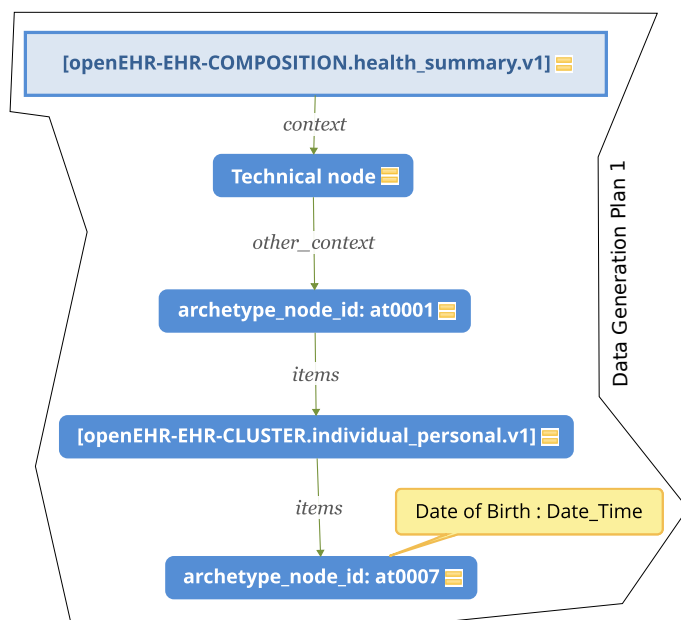 [openEHR-EHR-COMPOSITION.health_summary.v1]
context
Technical node
other_context
archetype_node_id: at0001
items
[openEHR-EHR-CLUSTER.individual_personal.v1]
items
Date of Birth : Date_Time
archetype_node_id: at0007
Data Generation Plan 1